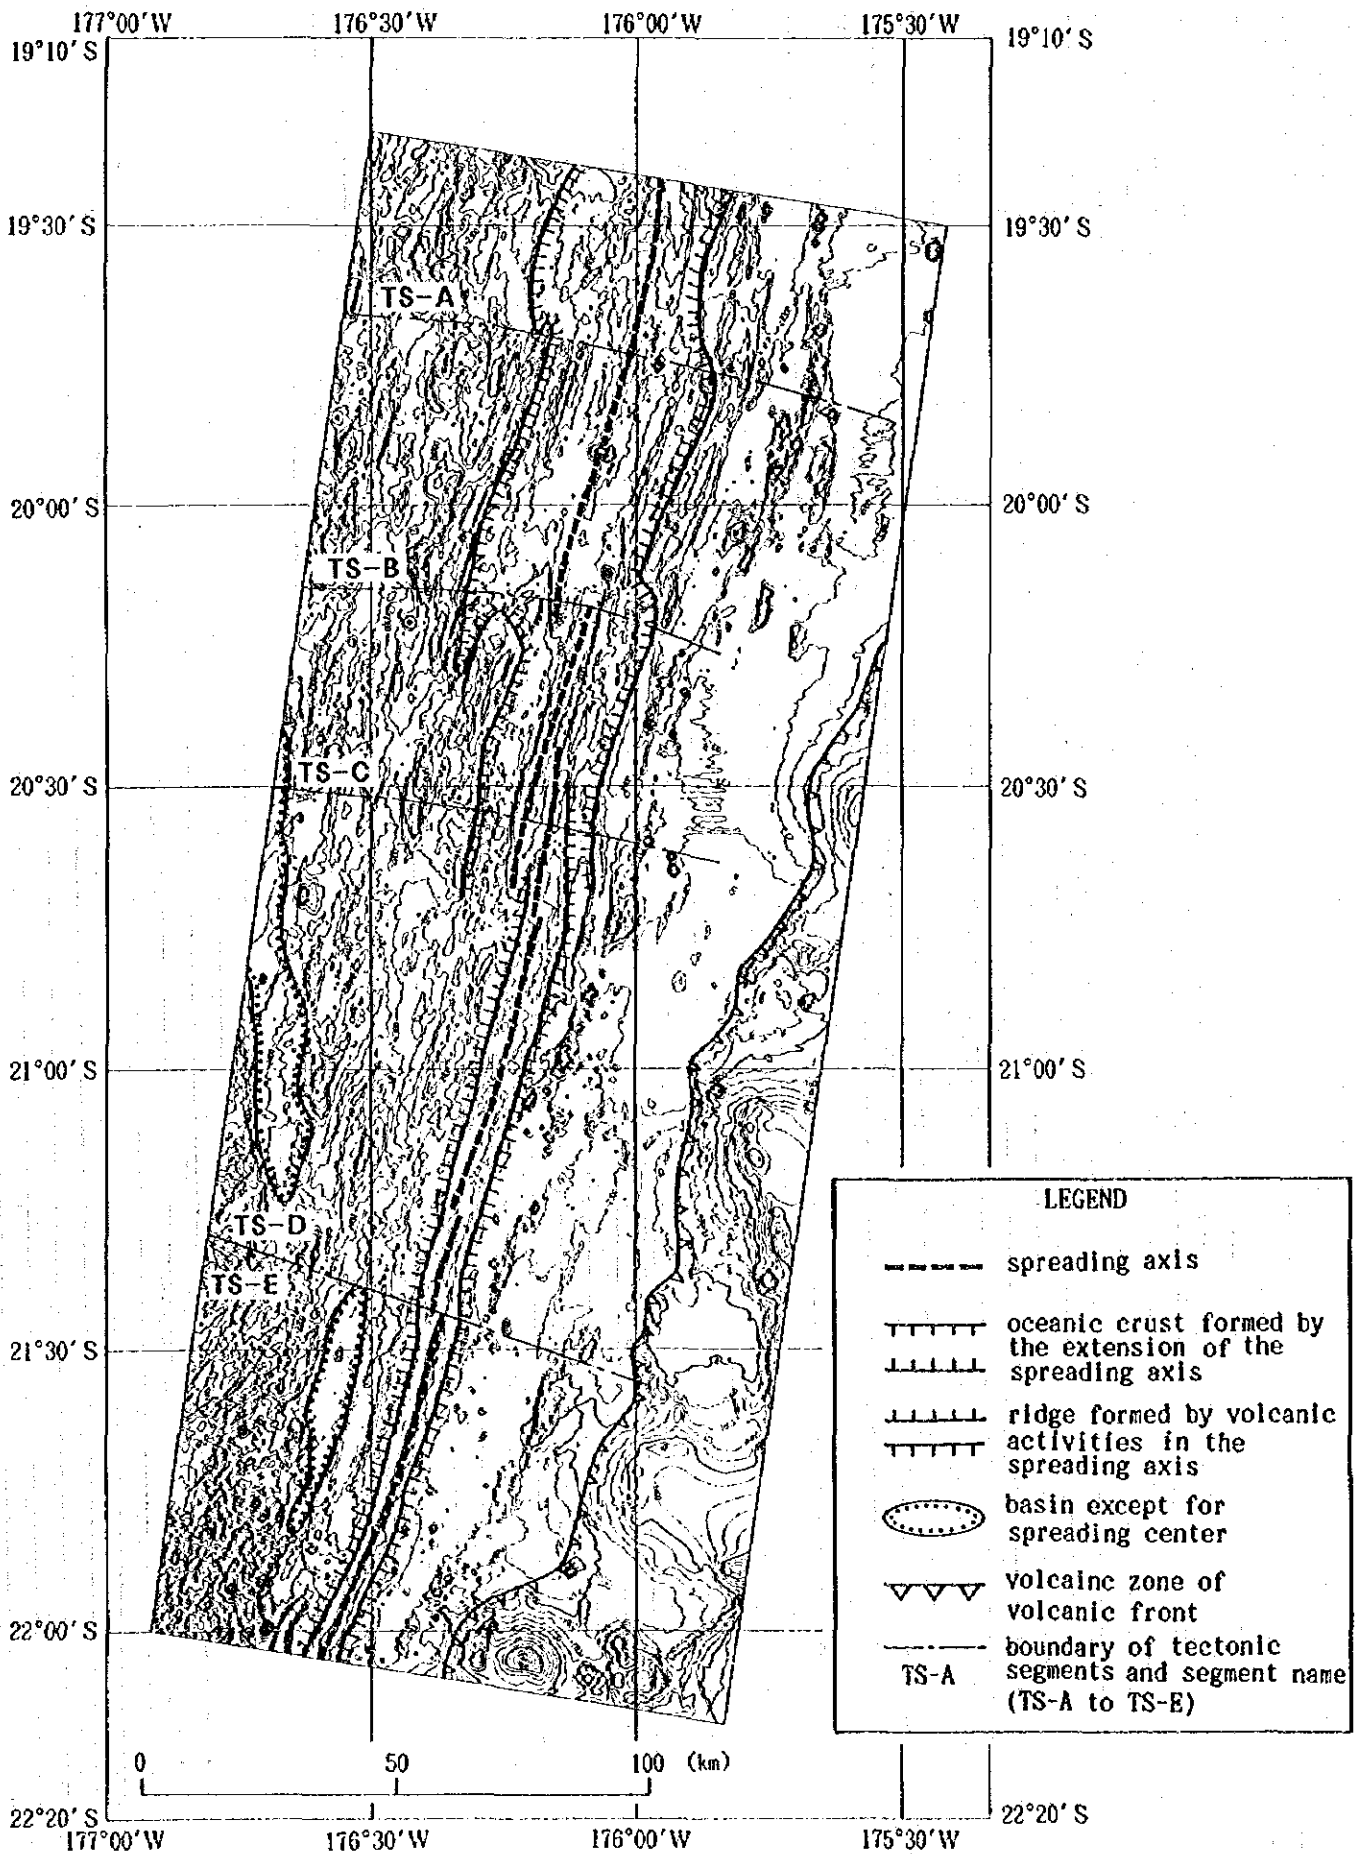 177°00' W 176°30' W 176°00' W 175°30' W
19°10' S 19°10' S
19°30' S 19°30' S
TS-A
20°00' S 20°00' S
TS-B
TS-C
20°30' S 20°30' S
21°00' S 21°00' S
TS-D
TS-E
21°30' S
22°00' S
LEGEND
spreading axis
oceanic crust formed by
the extension of the
spreading axis
ridge formed by volcanic
activities in the
spreading axis
basin except for
spreading center
volcainc zone of
volcanic front
boundary of tectonic
TS-A segments and segment name
(TS-A to TS-E)
0 50 100 (km)
22°20' S 22°20' S
177°00' W 176°30' W 176°00' W 175°30' W